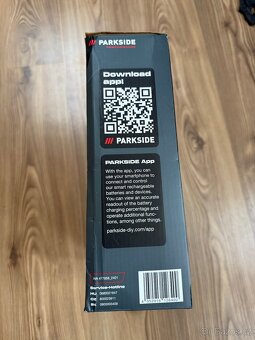 /// PARKSIDE
Download
app!
/// PARKSIDE
PARKSIDE App
With the app, you can
use your smartphone to
connect and control
our smart rechargeable
batteries and devices.
You can view an accurate
readout of the battery
charging percentage and
operate additional func-
tions, among other things.
parkside-diy.com/app
Service-Hotline